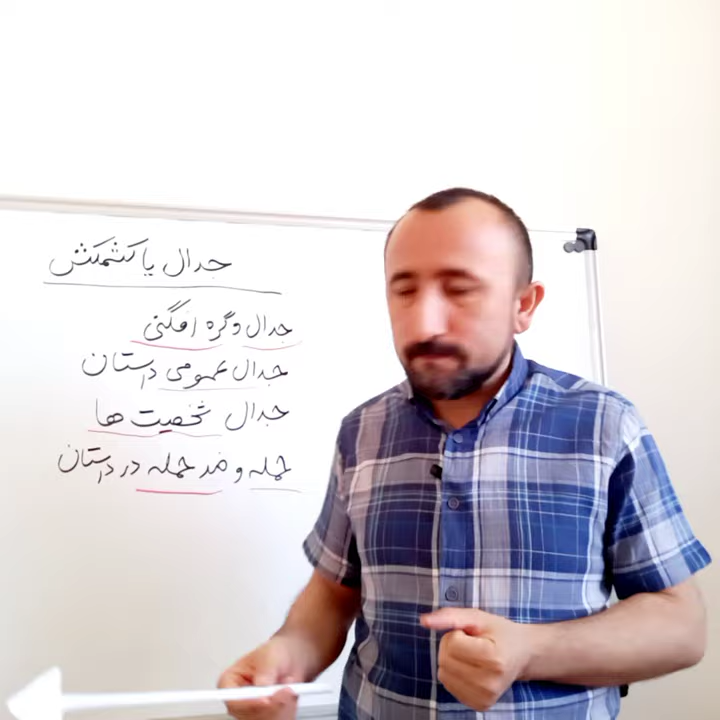 جدال یا کشمکش
جدال و گره افگنی
جدال عمومی داستان
جدال شخصیت ها
حمله و ضد حمله در داستان